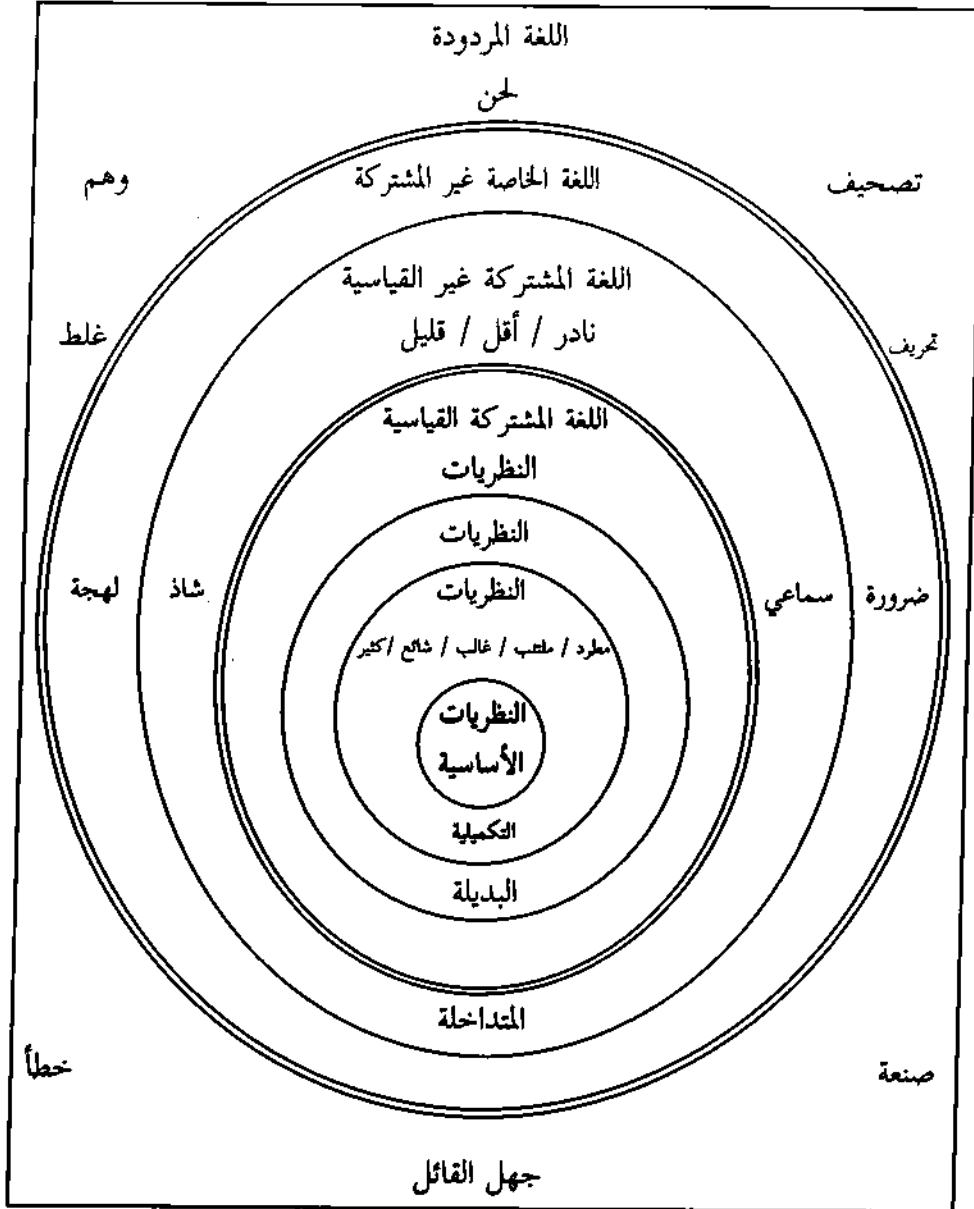 اللغة المردودة
لحن
تصحيف
وهم
اللغة الخاصة غير المشتركة
اللغة المشتركة غير القياسية
نادر / أقل / قليل
تحريف
غلط
اللغة المشتركة القياسية
النظريات
النظريات
النظريات
ضرورة
سماعي
شاذ
لهجة
مطرد / متلئب / غالب / شائع / كثير
النظريات
الأساسية
التكميلية
البديلة
المتداخلة
صنعة
خطأ
جهل القائل